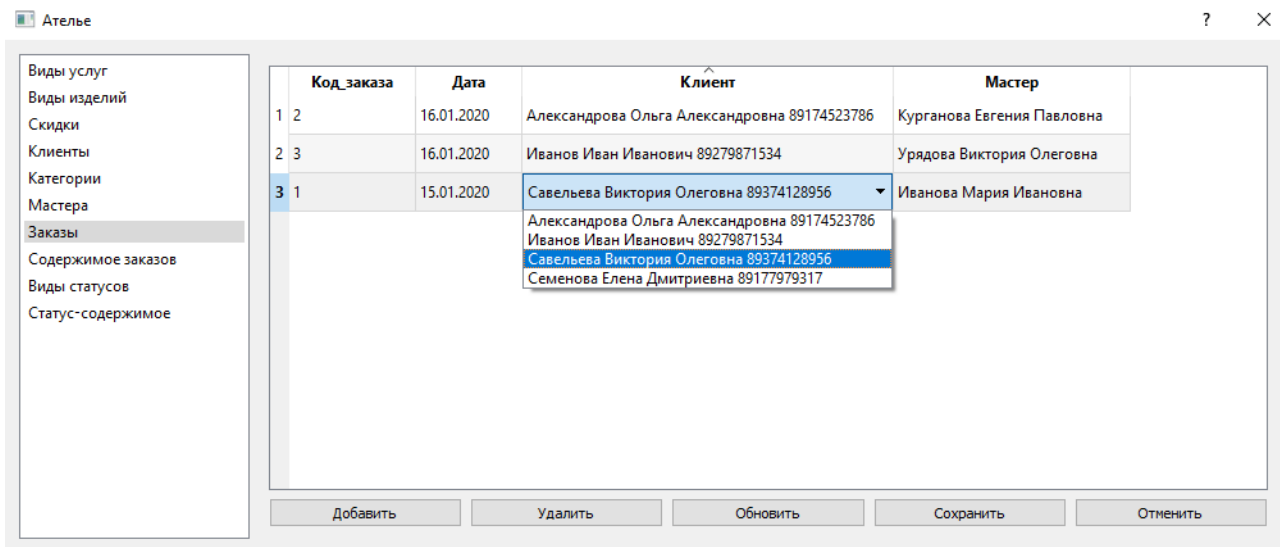 Ателье ?
Виды услуг
Виды изделий
Скидки
Клиенты
Категории
Мастера
Заказы
Содержимое заказов
Виды статусов
Статус-содержимое
Код_заказа Дата Клиент Мастер
1 2 16.01.2020 Александрова Ольга Александровна 89174523786 Курганова Евгения Павловна
2 3 16.01.2020 Иванов Иван Иванович 89279871534 Урядова Виктория Олеговна
3 1 15.01.2020 Савельева Виктория Олеговна 89374128956 Иванова Мария Ивановна
Александрова Ольга Александровна 89174523786
Иванов Иван Иванович 89279871534
Савельева Виктория Олеговна 89374128956
Семенова Елена Дмитриевна 89177979317
Добавить Удалить Обновить Сохранить Отменить